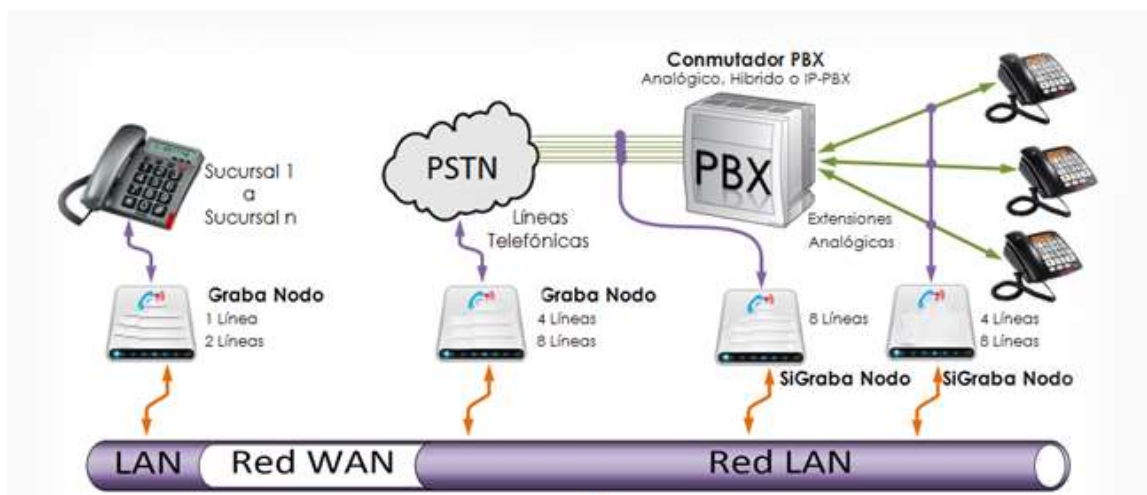 Conmutador PBX
Analógico, Híbrido o IP-PBX
Sucursal 1
a
Sucursal n
PSTN
PBX
Líneas
Telefónicas
Extensiones
Analógicas
Graba Nodo
1 Línea
2 Líneas
Graba Nodo
4 Líneas
8 Líneas
8 Líneas
SiGraba Nodo
4 Líneas
8 Líneas
SiGraba Nodo
LAN
Red WAN
Red LAN